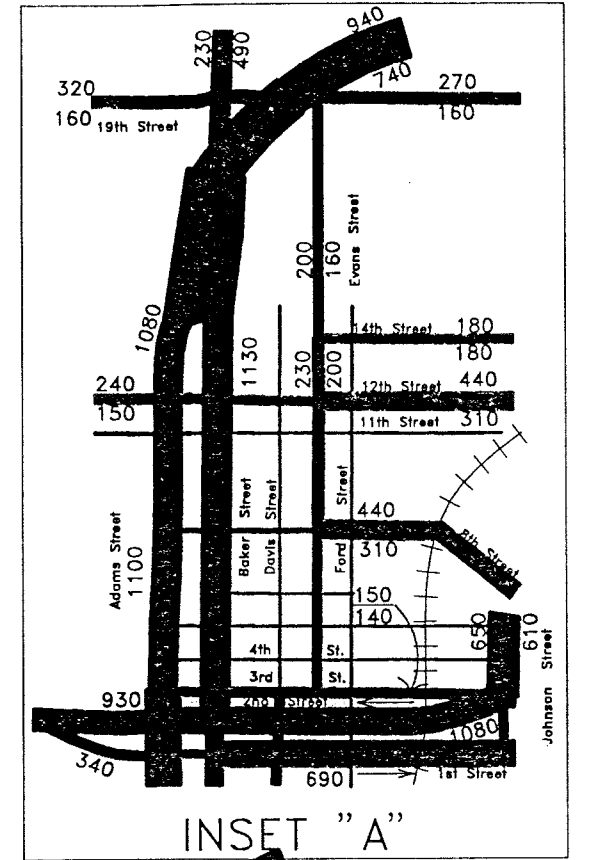 940
230
490
740
320
270
160
160
19th Street
200
160
Evans Street
1080
14th Street
180
180
1130
230
200
240
12th Street
440
150
11th Street
310
Baker Street
Davis Street
Ford Street
440
310
8th Street
Adams Street
1100
150
140
650
610
4th St.
3rd St.
Johnson Street
930
2nd Street
1080
340
690
1st Street
INSET "A"